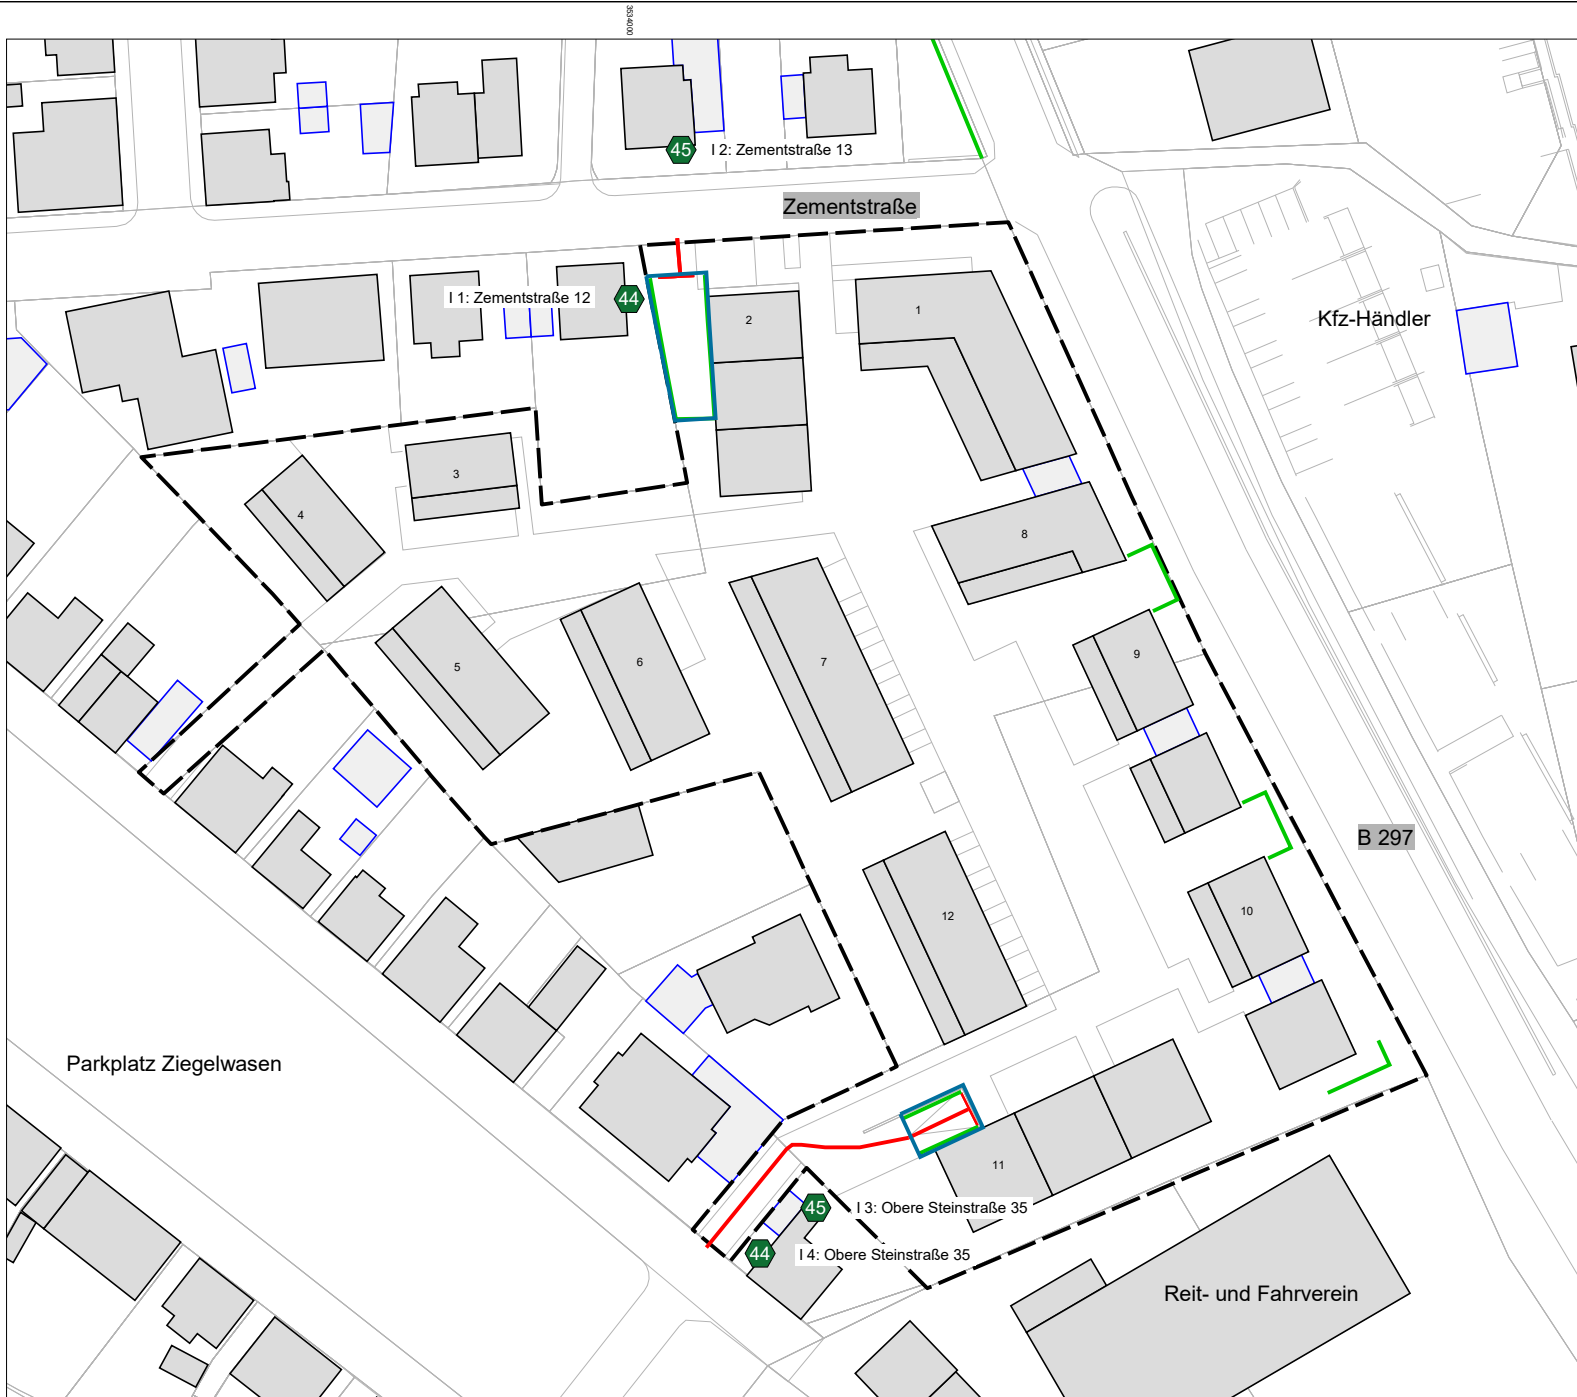 3534000
45 I 2: Zementstraße 13
Zementstraße
I 1: Zementstraße 12 44
2
1
Kfz-Händler
3
4
8
9
5
6
7
B 297
10
12
Parkplatz Ziegelwasen
11
45 I 3: Obere Steinstraße 35
44 I 4: Obere Steinstraße 35
Reit- und Fahrverein